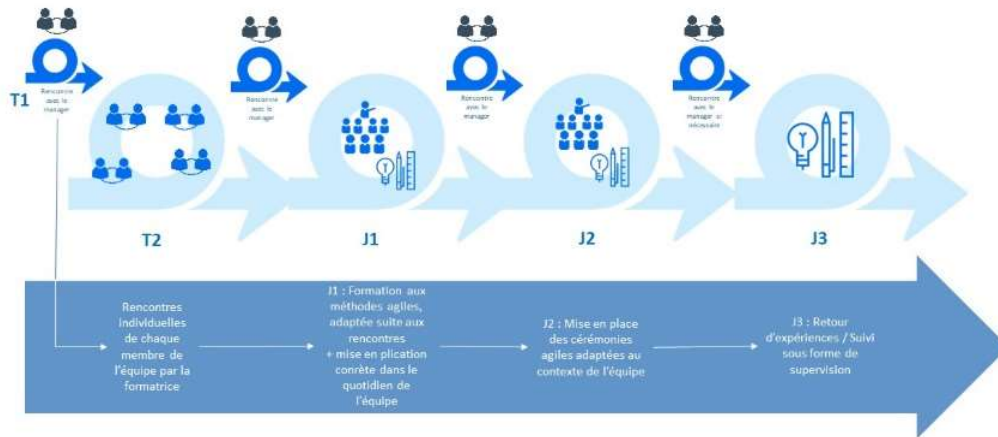 T1
Rencontre
avec le
manager
Rencontre
avec le
manager
Rencontre
avec le
manager
Rencontre
avec le
manager si
nécessaire
T2
J1
J2
J3
Rencontres
individuelles
de chaque
membre de
l'équipe par la
formatrice
J1 : Formation aux
méthodes agiles,
adaptée suite aux
rencontres
+ mise en plication
conrète dans le
quotidien de
l'équipe
J2 : Mise en place
des cérémonies
agiles adaptées au
contexte de l'équipe
J3 : Retour
d'expériences / Suivi
sous forme de
supervision